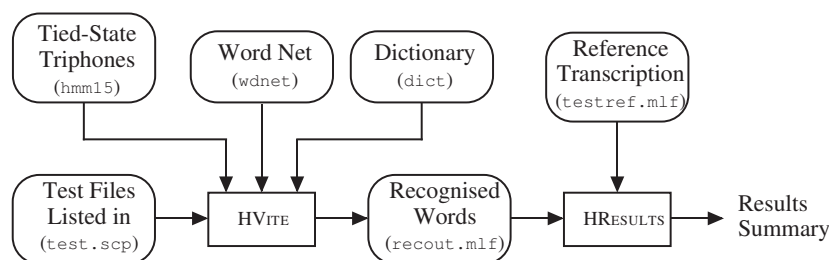 Tied-State
Triphones
(hmm15)
Word Net
(wdnet)
Dictionary
(dict)
Reference
Transcription
(testref.mlf)
Test Files
Listed in
(test.scp)
HVITE
Recognised
Words
(recout.mlf)
HRESULTS
Results
Summary